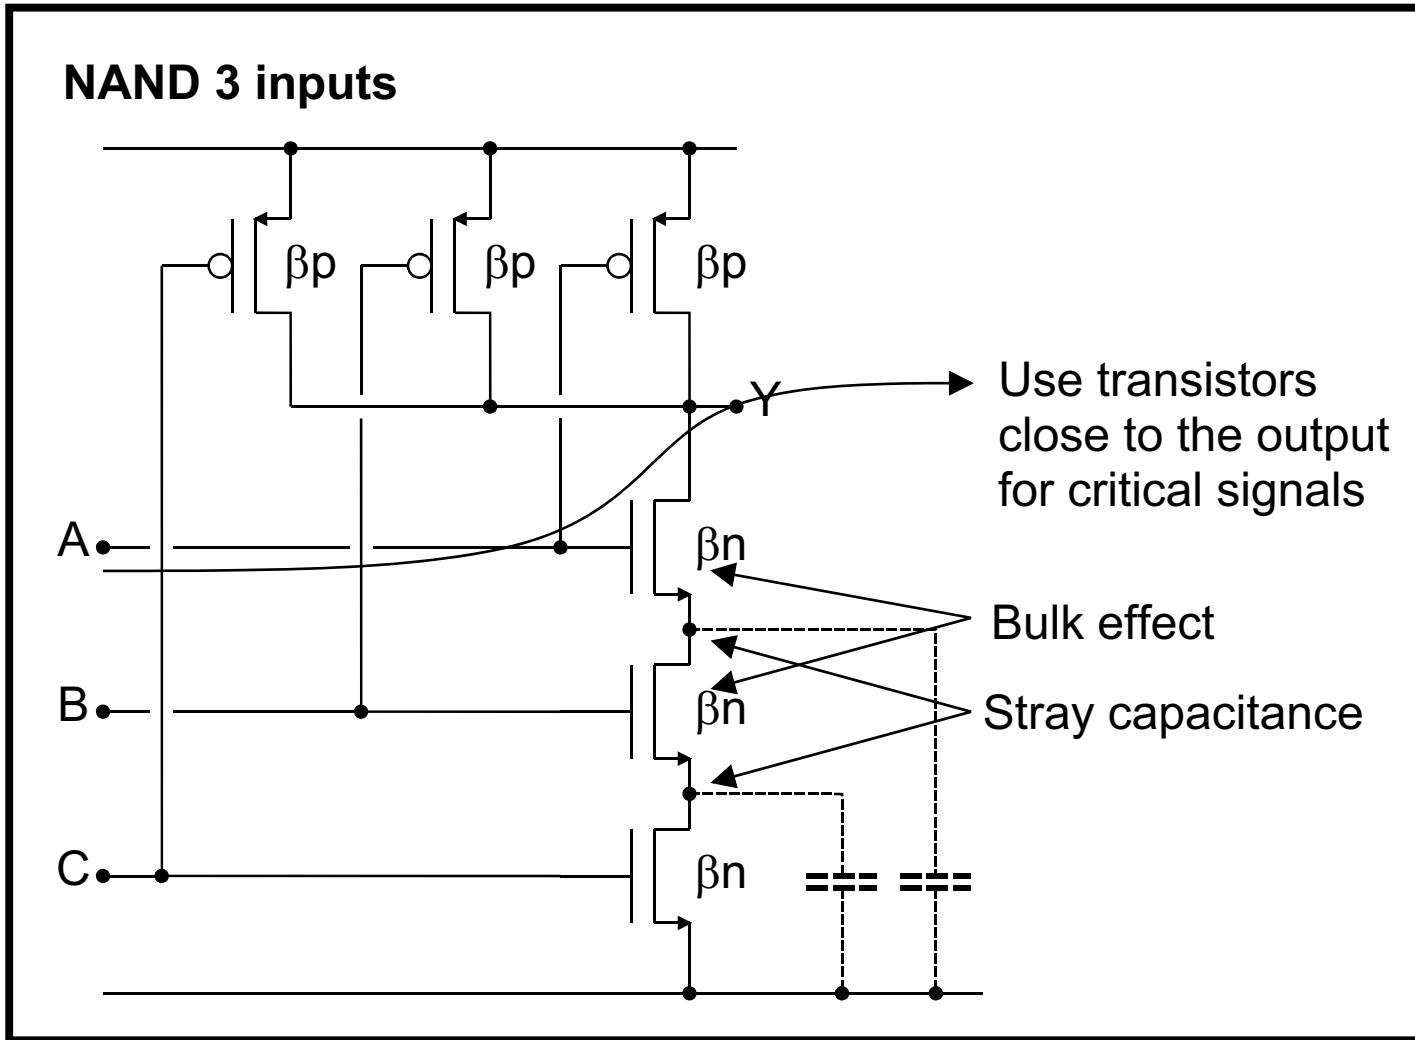 NAND 3 inputs
βp
βp
βp
Y
Use transistors
close to the output
for critical signals
A
βn
Bulk effect
B
βn
Stray capacitance
C
βn